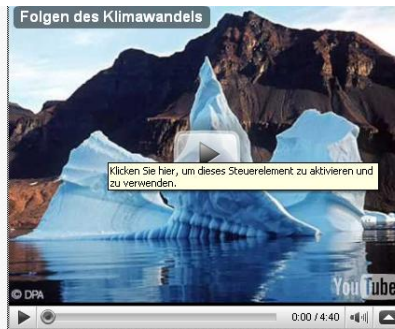 Folgen des Klimawandels
Klicken Sie hier, um dieses Steuerelement zu aktivieren und
zu verwenden.
YouTube
© DPA
0:00 / 4:40